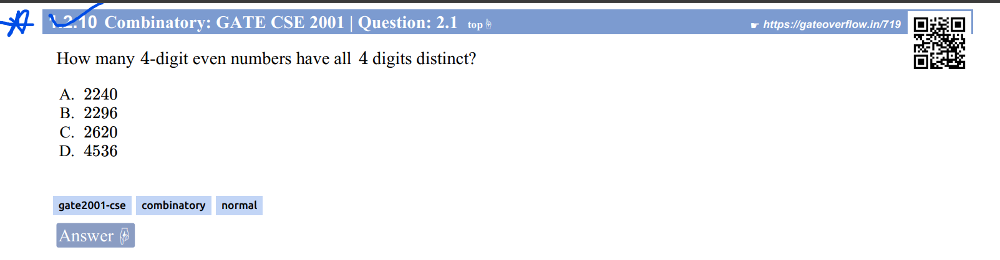 1.2.10 Combinatory: GATE CSE 2001 | Question: 2.1 top☝ ☛ https://gateoverflow.in/719
How many 4-digit even numbers have all 4 digits distinct?
A. 2240
B. 2296
C. 2620
D. 4536
gate2001-cse combinatory normal
Answer ☟